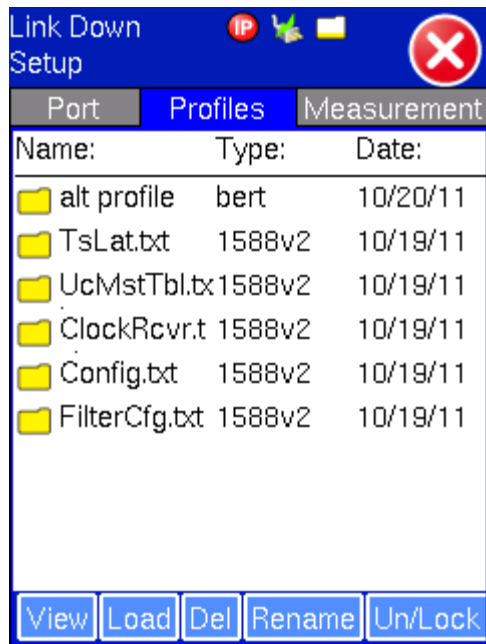 Link Down
IP
Setup
Port Profiles Measurement
Name: Type: Date:
alt profile bert 10/20/11
TsLat.txt 1588v2 10/19/11
UcMstTbl.tx 1588v2 10/19/11
ClockRcvr.t 1588v2 10/19/11
Config.txt 1588v2 10/19/11
FilterCfg.txt 1588v2 10/19/11
View Load Del Rename Un/Lock